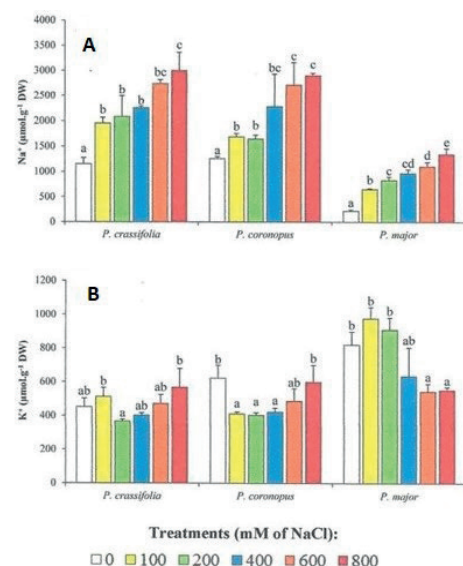 A
Na⁺ (µmol.g⁻¹ DW)
4000
3500
3000
2500
2000
1500
1000
500
0
a b b b bc c
a b b bc c c
a b c cd d e
P. crassifolia P. coronopus P. major
B
K⁺ (µmol.g⁻¹ DW)
1200
1000
800
600
400
200
0
ab b a ab ab b
b a a a ab b
b b b ab a a
P. crassifolia P. coronopus P. major
Treatments (mM of NaCl):
0 100 200 400 600 800